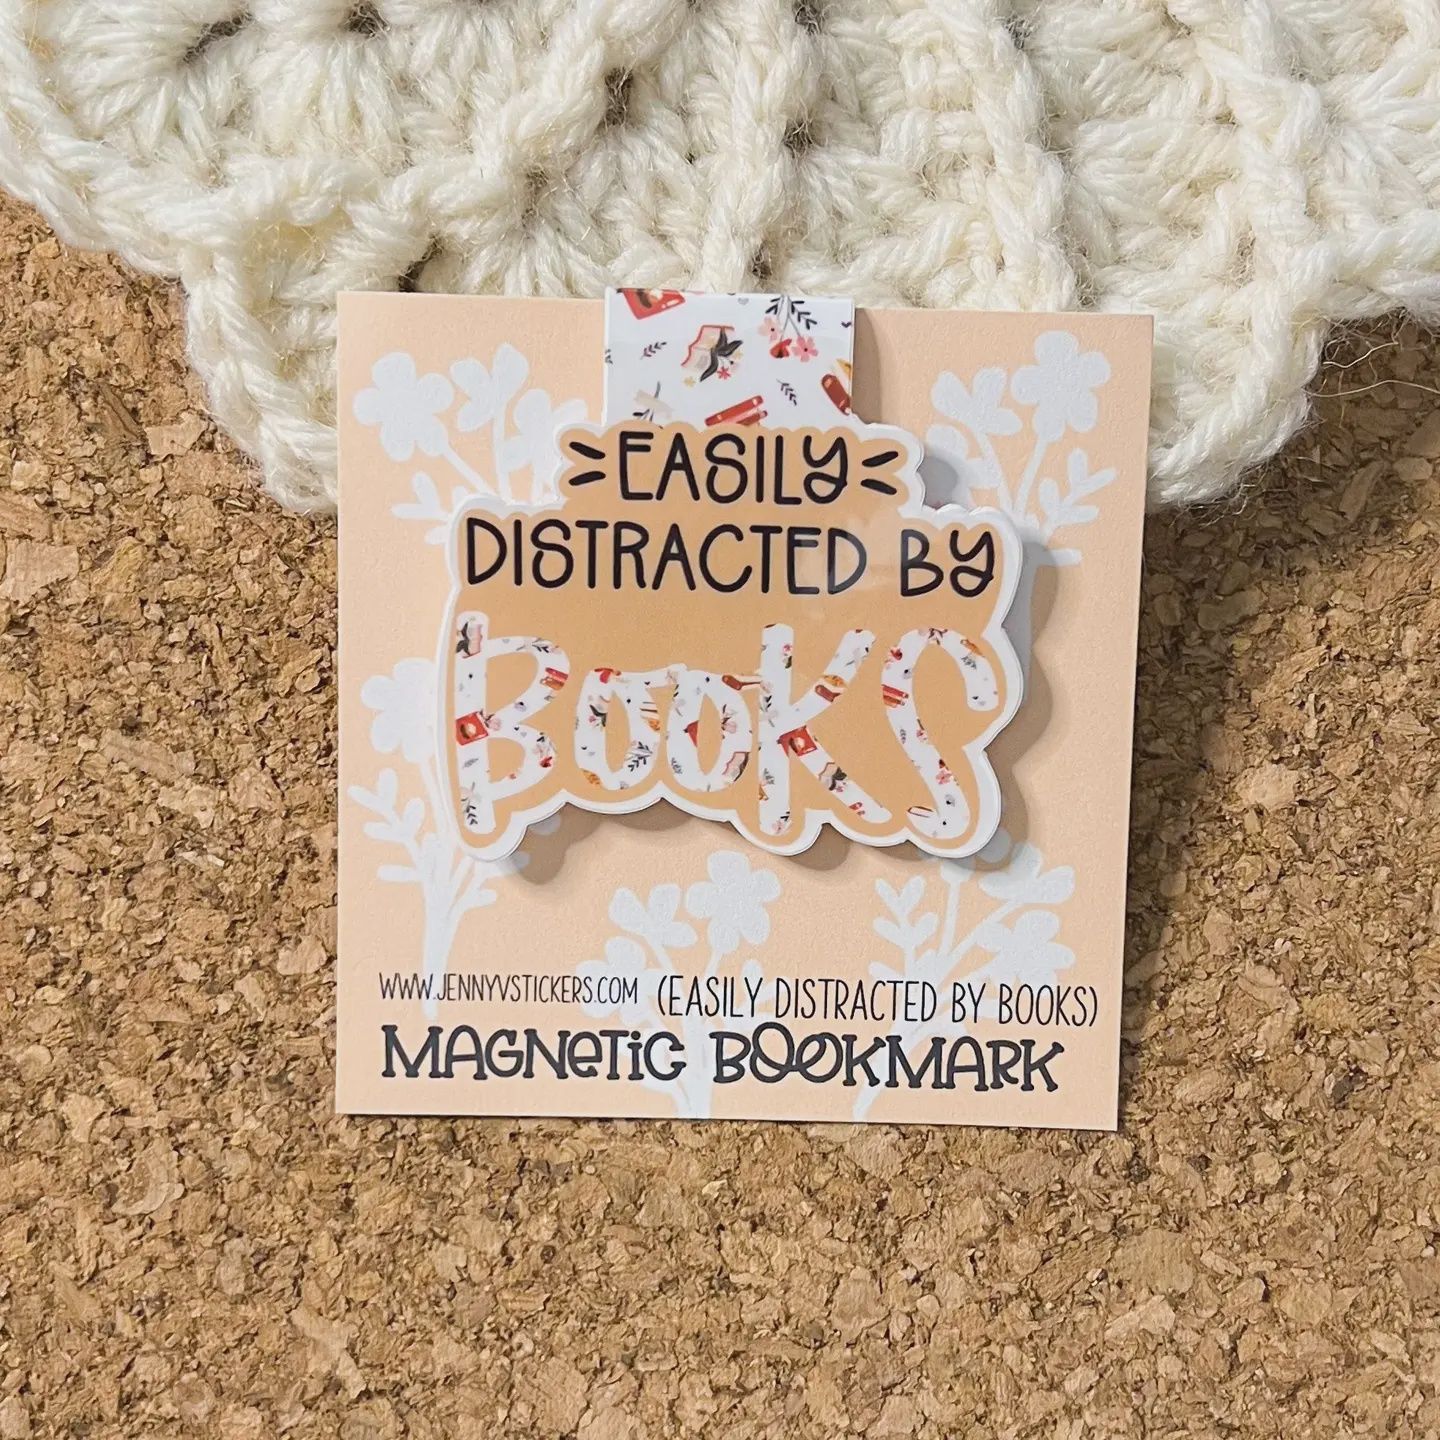 EASILY
DISTRACTED BY
BOOKS
WWW.JENNYVSTICKERS.COM (EASILY DISTRACTED BY BOOKS)
MAGNETIC BOOKMARK